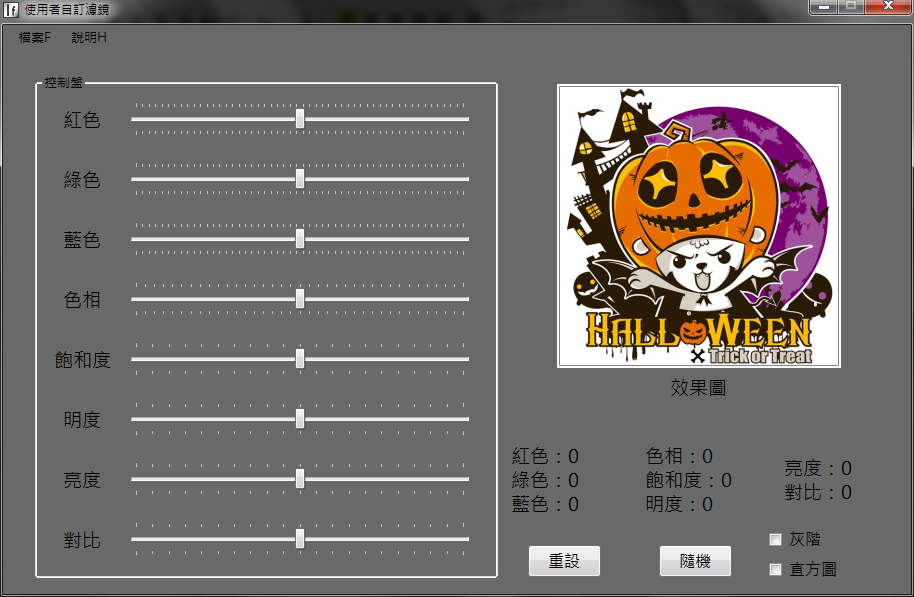 使用者自訂濾鏡
檔案F 說明H
控制盤
紅色
綠色
藍色
色相
飽和度
明度
亮度
對比
HALLOWEEN
Trick or Treat
效果圖
紅色：0
綠色：0
藍色：0
色相：0
飽和度：0
明度：0
亮度：0
對比：0
重設
隨機
灰階
直方圖